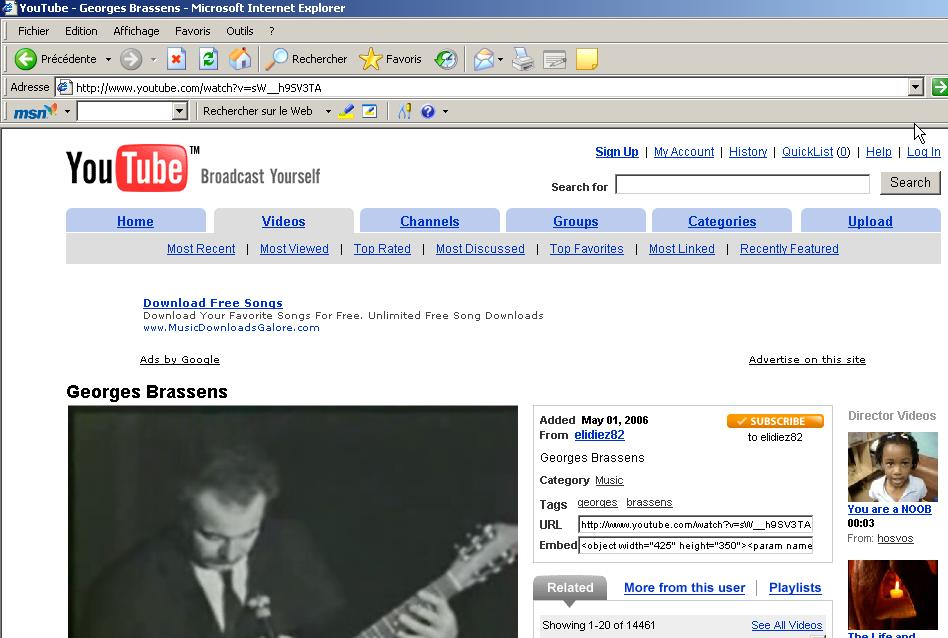 YouTube - Georges Brassens - Microsoft Internet Explorer
Fichier Edition Affichage Favoris Outils ?
Précédente Rechercher Favoris
Adresse http://www.youtube.com/watch?v=sW__h9SV3TA
msn Rechercher sur le Web
Sign Up | My Account | History | QuickList (0) | Help | Log In
YouTube™ Broadcast Yourself
Search for Search
Home Videos Channels Groups Categories Upload
Most Recent | Most Viewed | Top Rated | Most Discussed | Top Favorites | Most Linked | Recently Featured
Download Free Songs
Download Your Favorite Songs For Free. Unlimited Free Song Downloads
www.MusicDownloadsGalore.com
Ads by Google Advertise on this site
Georges Brassens
Added May 01, 2006
From elidiez82
SUBSCRIBE
to elidiez82
Georges Brassens
Category Music
Tags georges brassens
URL http://www.youtube.com/watch?v=sW__h9SV3TA
Embed <object width="425" height="350"><param name
Related More from this user | Playlists
Showing 1-20 of 14461 See All Videos
Director Videos
You are a NOOB
00:03
From: hosvos
The Life and